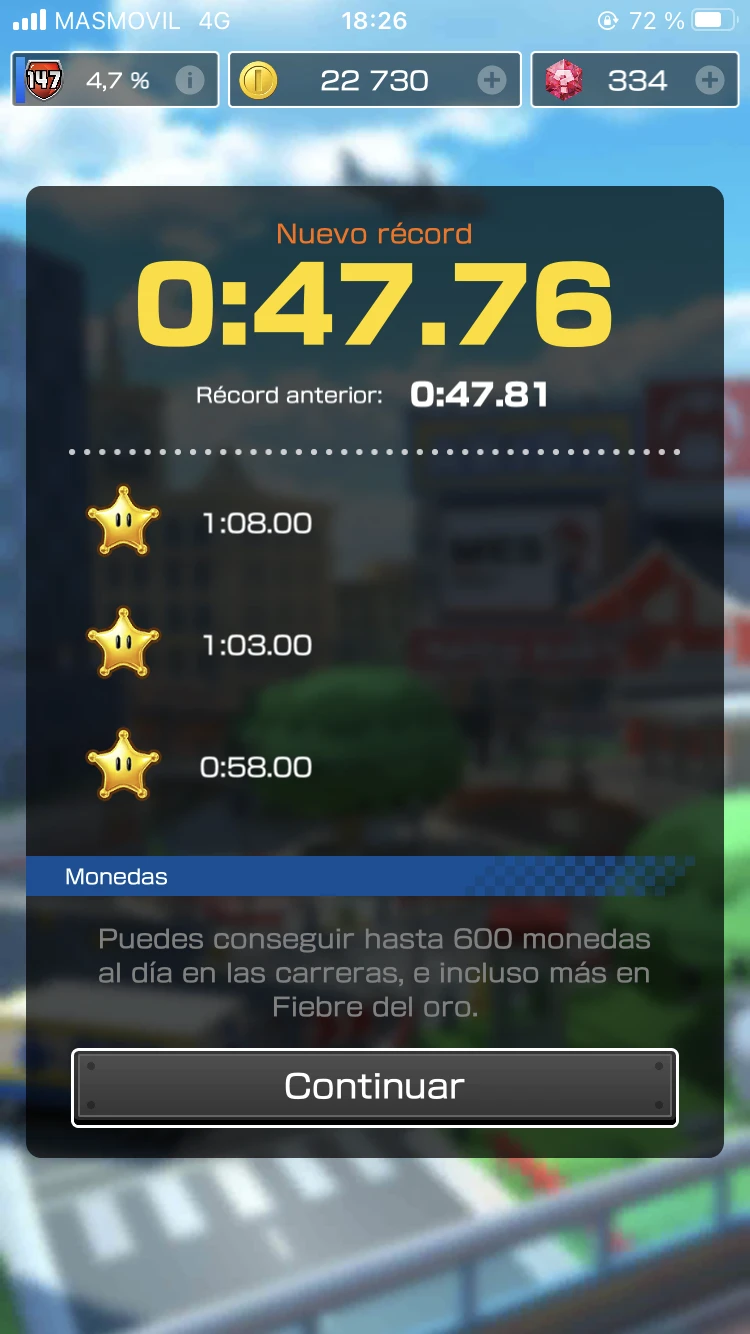 MASMOVIL 4G 18:26 72 %
147 4,7 % i 22 730 + 334 +
Nuevo récord
0:47.76
Récord anterior: 0:47.81
1:08.00
1:03.00
0:58.00
Monedas
Puedes conseguir hasta 600 monedas
al día en las carreras, e incluso más en
Fiebre del oro.
Continuar